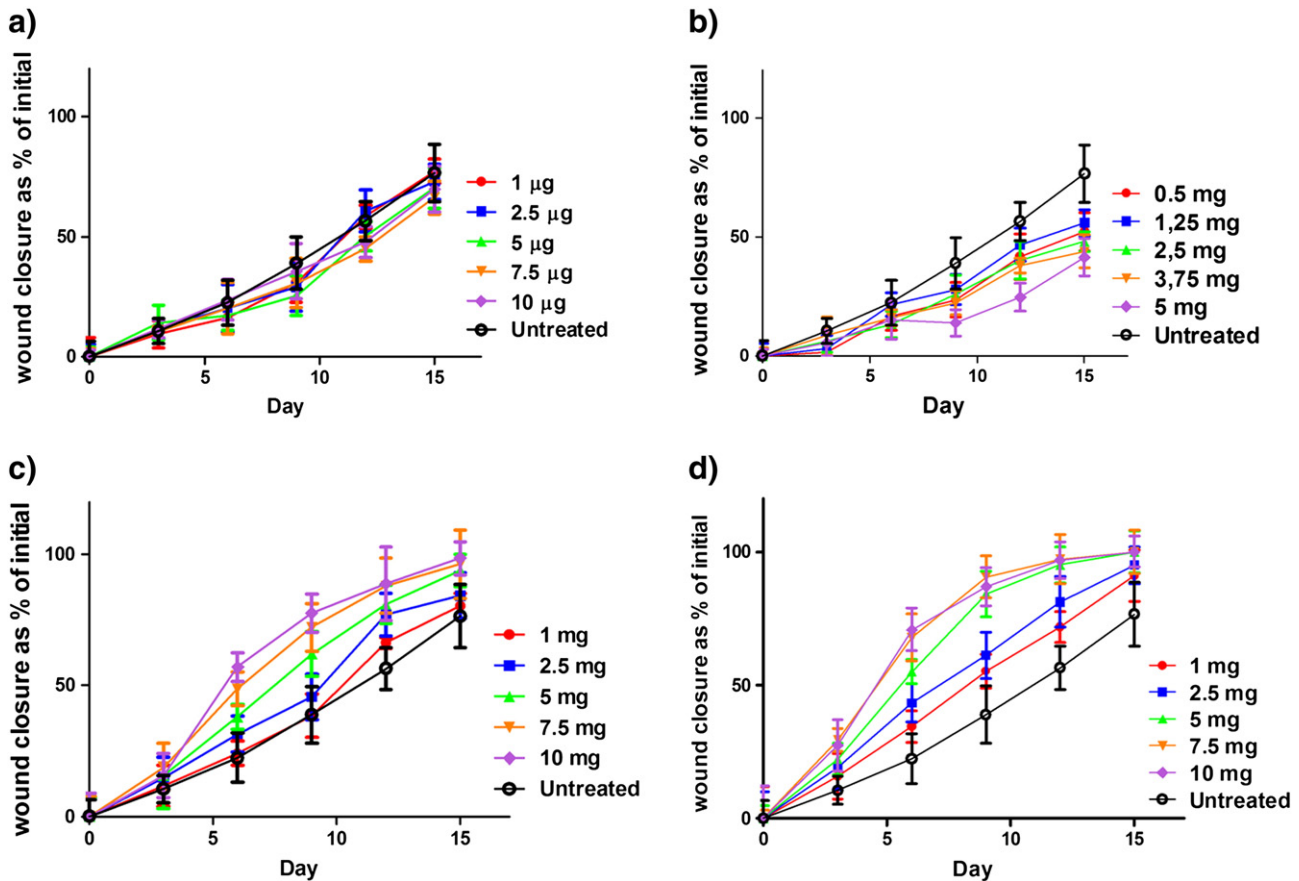 a)
wound closure as % of initial
100
50
0
0 5 10 15
Day
1 μg
2.5 μg
5 μg
7.5 μg
10 μg
Untreated
b)
wound closure as % of initial
100
50
0
0 5 10 15
Day
0.5 mg
1,25 mg
2,5 mg
3,75 mg
5 mg
Untreated
c)
wound closure as % of initial
100
50
0
0 5 10 15
Day
1 mg
2.5 mg
5 mg
7.5 mg
10 mg
Untreated
d)
wound closure as % of initial
100
50
0
0 5 10 15
Day
1 mg
2.5 mg
5 mg
7.5 mg
10 mg
Untreated